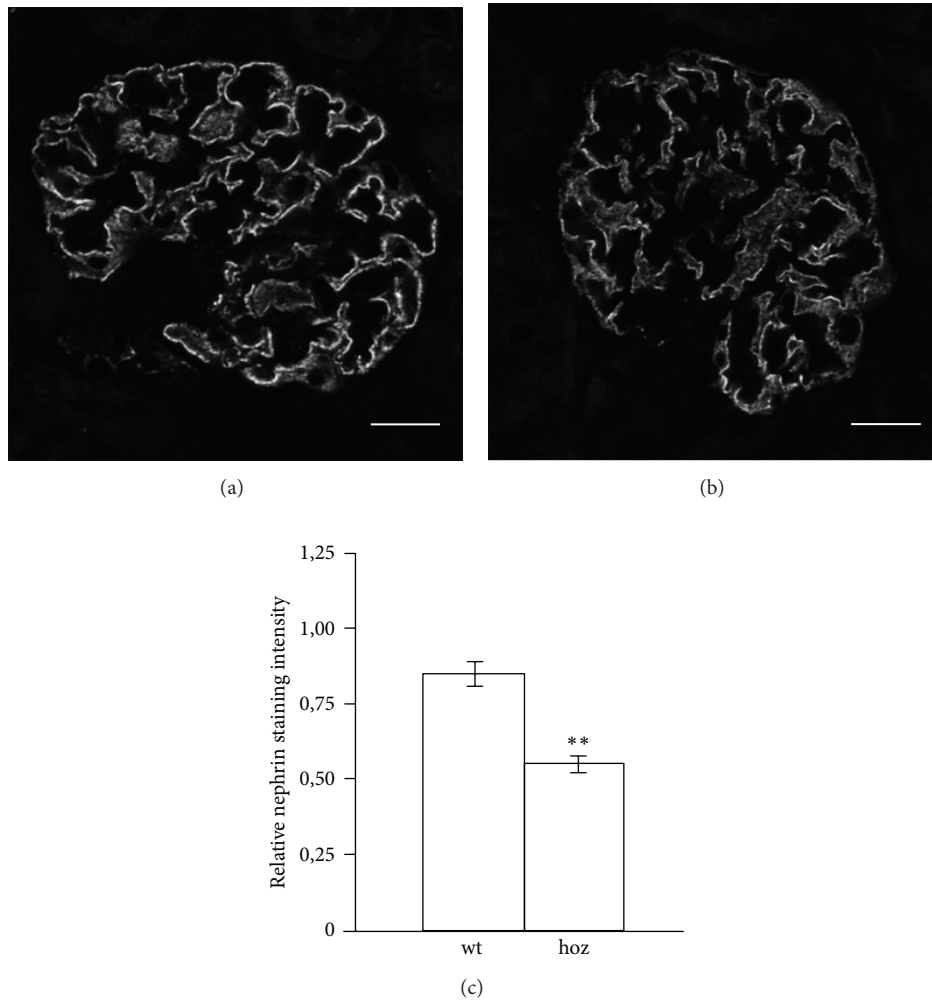 (a)
(b)
1,25
1,00
0,75
0,50
0,25
0
Relative nephrin staining intensity
**
wt
hoz
(c)